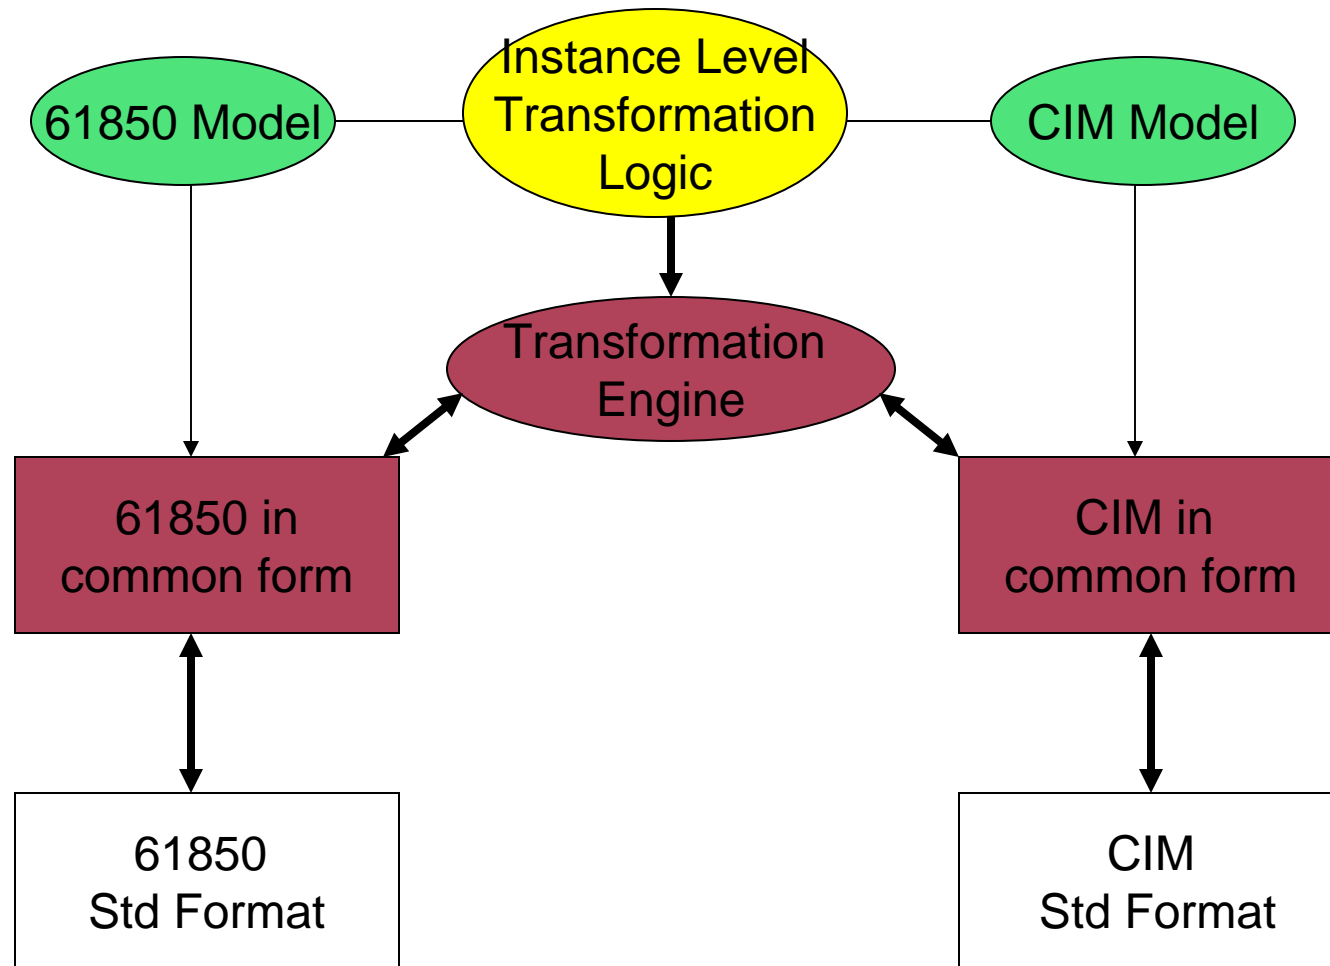 61850 Model
Instance Level
Transformation
Logic
CIM Model
Transformation
Engine
61850 in
common form
CIM in
common form
61850
Std Format
CIM
Std Format